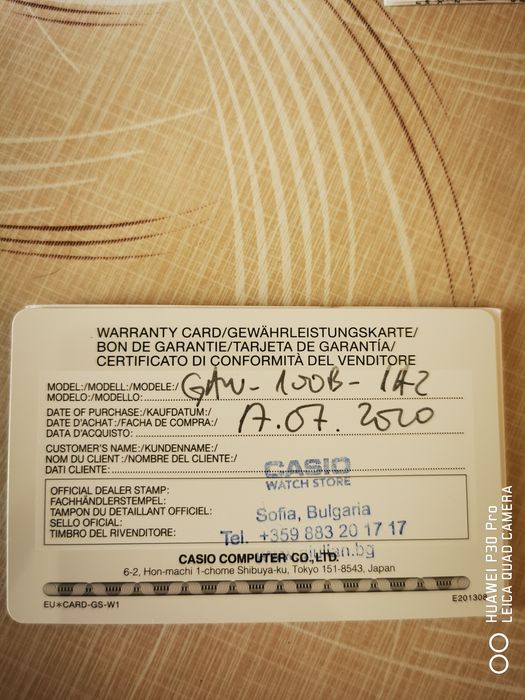 WARRANTY CARD/GEWÄHRLEISTUNGSKARTE/
BON DE GARANTIE/TARJETA DE GARANTÍA/
CERTIFICATO DI CONFORMITÀ DEL VENDITORE
MODEL:/MODELL:/MODELE:/
MODELO:/MODELLO: GAW-100B-1A2
DATE OF PURCHASE:/KAUFDATUM:/
DATE D'ACHAT:/FACHA DE COMPRA:/
DATA D'ACQUISTO: 17.07.2020
CUSTOMER'S NAME:/KUNDENNAME:/
NOM DU CLIENT:/NOMBRE DEL CLIENTE:/
DATI CLIENTE:
CASIO
WATCH STORE
OFFICIAL DEALER STAMP:
FACHHÄNDLERSTEMPEL:
TAMPON DU DETAILLANT OFFICIEL:
SELLO OFICIAL:
TIMBRO DEL RIVENDITORE:
Sofia, Bulgaria
Tel. +359 883 20 17 17
CASIO COMPUTER CO., LTD.
6-2, Hon-machi 1-chome Shibuya-ku, Tokyo 151-8543, Japan
EU*CARD-GS-W1
E201308
HUAWEI P30 Pro
LEICA QUAD CAMERA